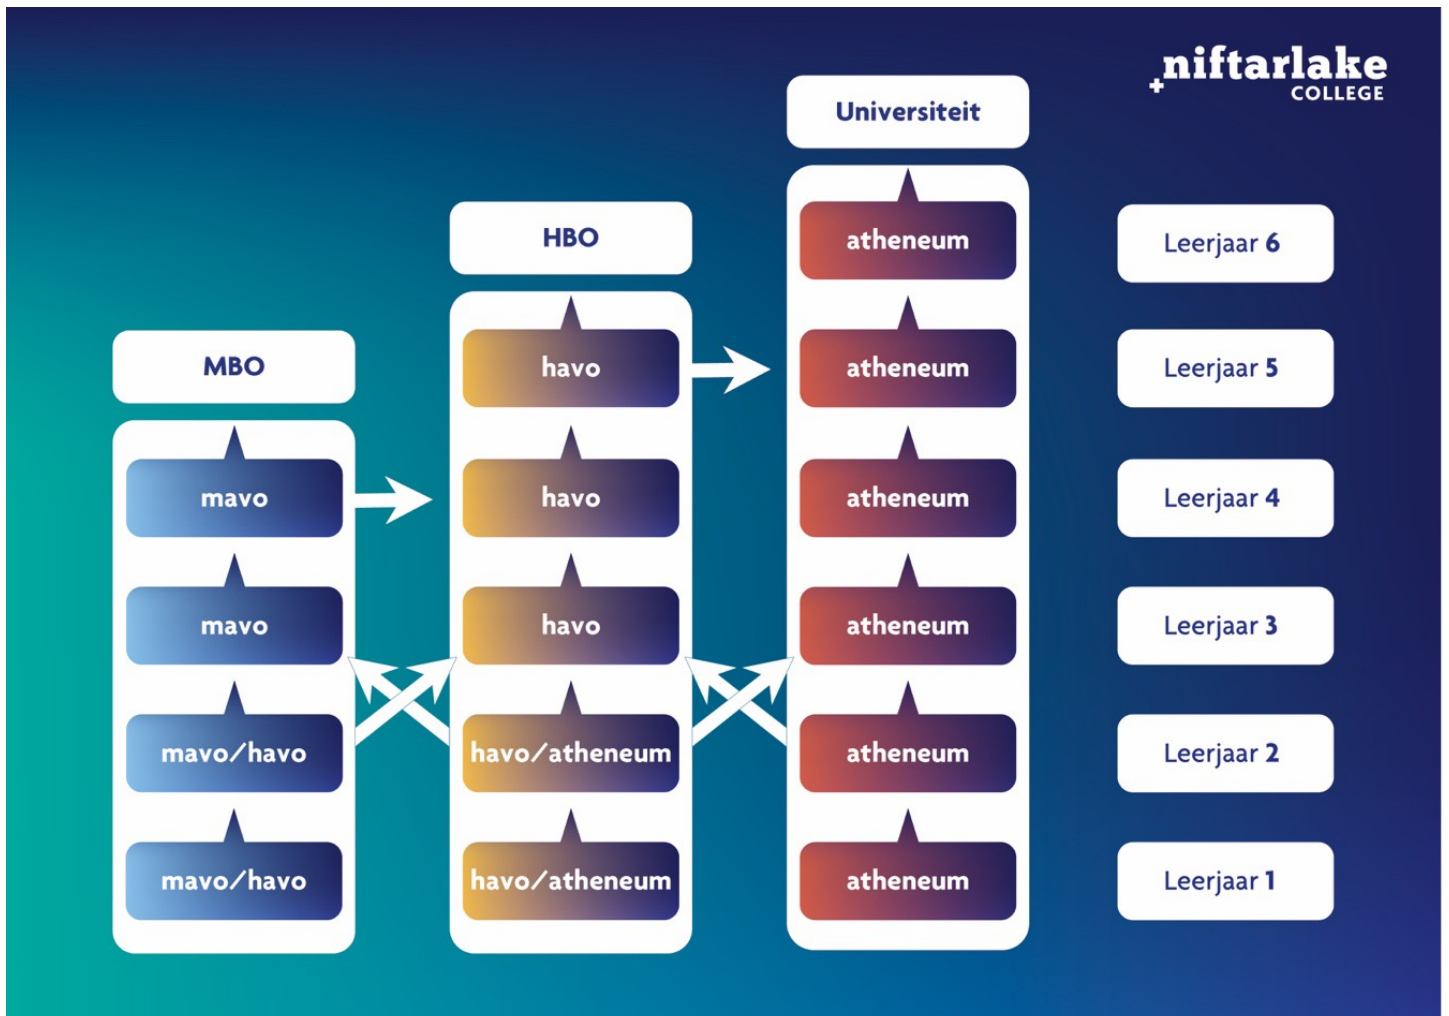 niftarlake
COLLEGE
Universiteit
HBO
atheneum
Leerjaar 6
MBO
havo
atheneum
Leerjaar 5
mavo
havo
atheneum
Leerjaar 4
mavo
havo
atheneum
Leerjaar 3
mavo/havo
havo/atheneum
atheneum
Leerjaar 2
mavo/havo
havo/atheneum
atheneum
Leerjaar 1